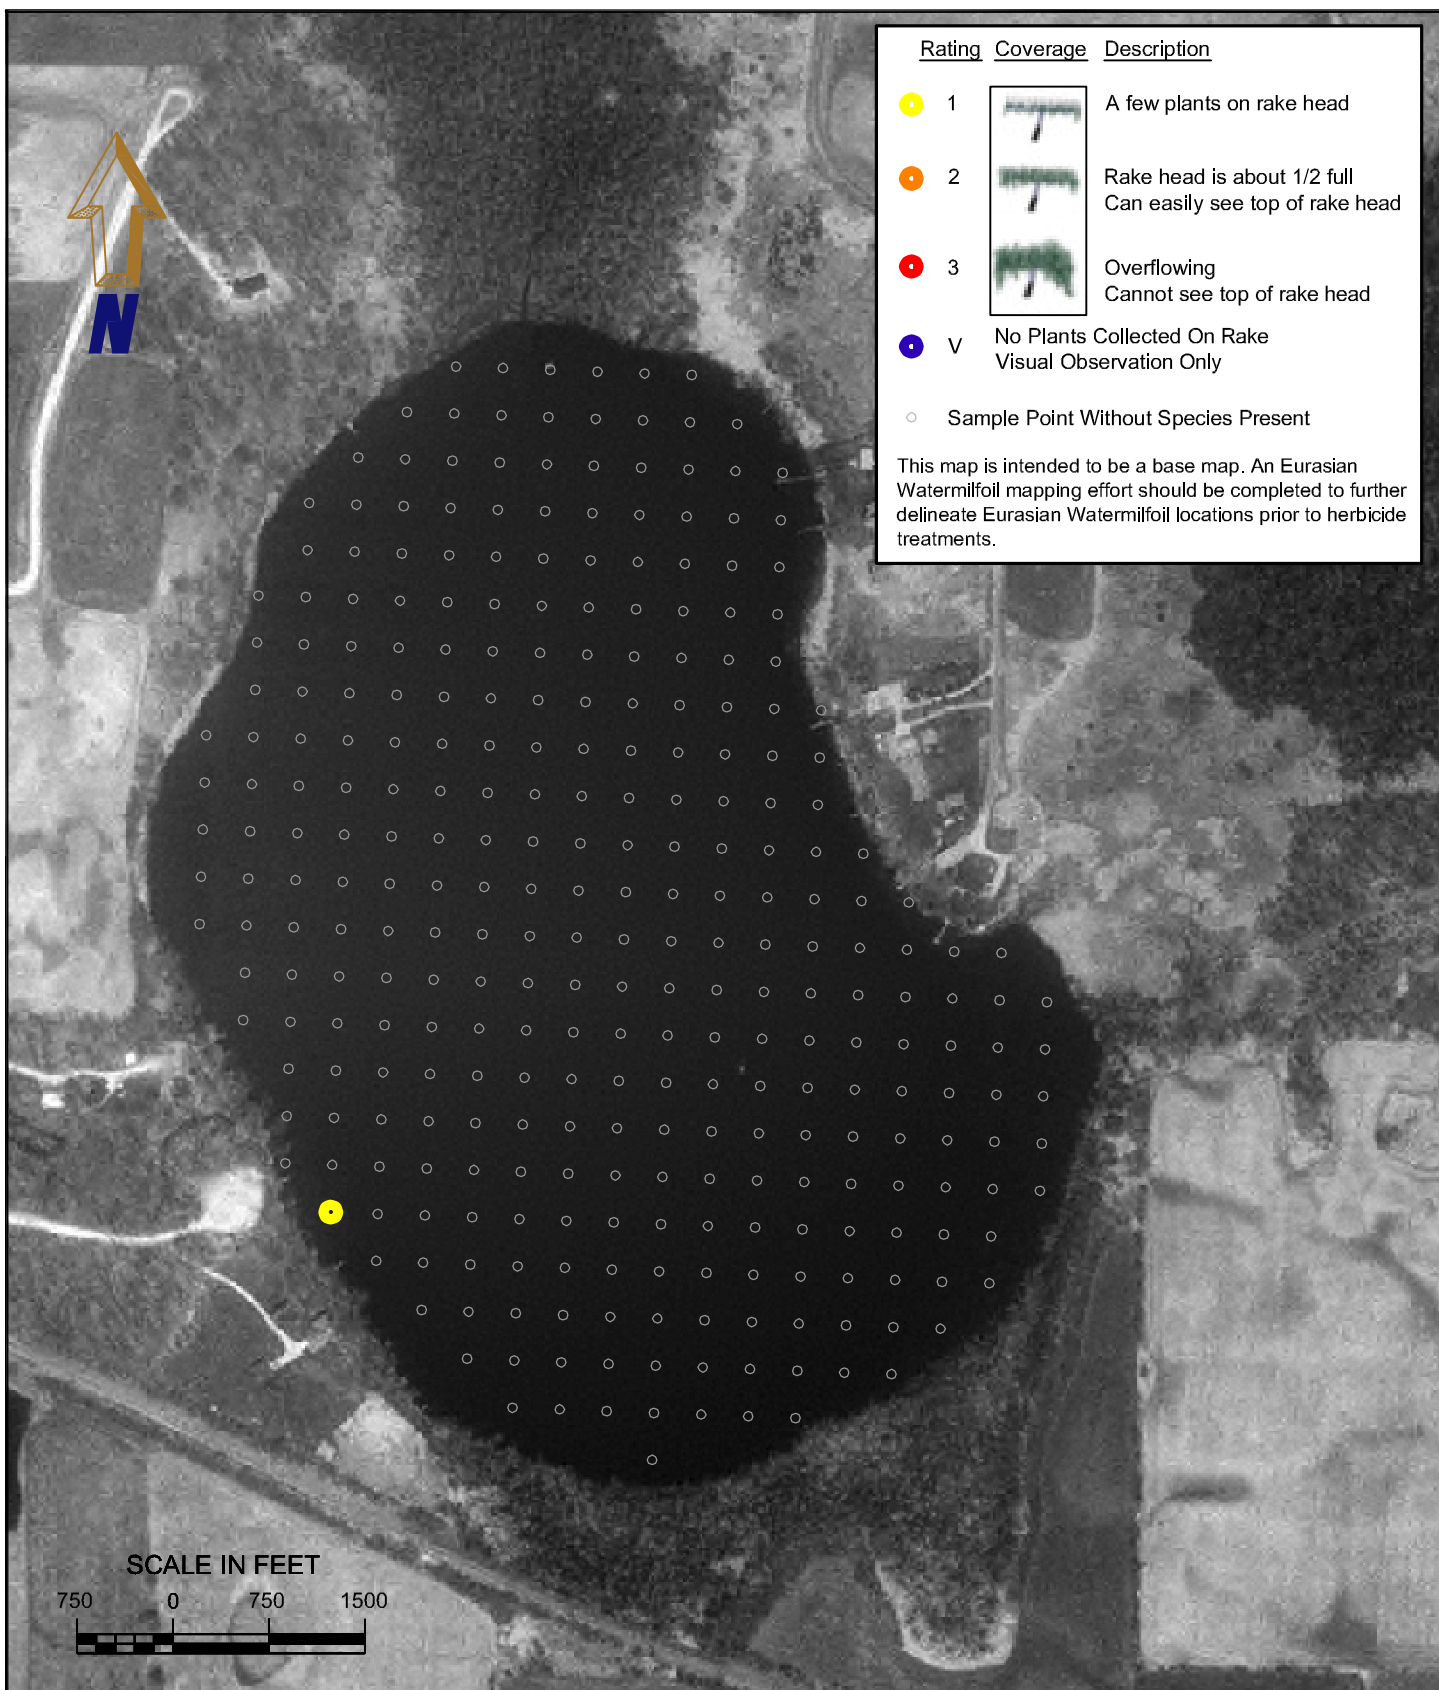 Rating Coverage Description
1 A few plants on rake head
2 Rake head is about 1/2 full
Can easily see top of rake head
3 Overflowing
Cannot see top of rake head
V No Plants Collected On Rake
Visual Observation Only
Sample Point Without Species Present
This map is intended to be a base map. An Eurasian
Watermilfoil mapping effort should be completed to further
delineate Eurasian Watermilfoil locations prior to herbicide
treatments.
N
SCALE IN FEET
750 0 750 1500